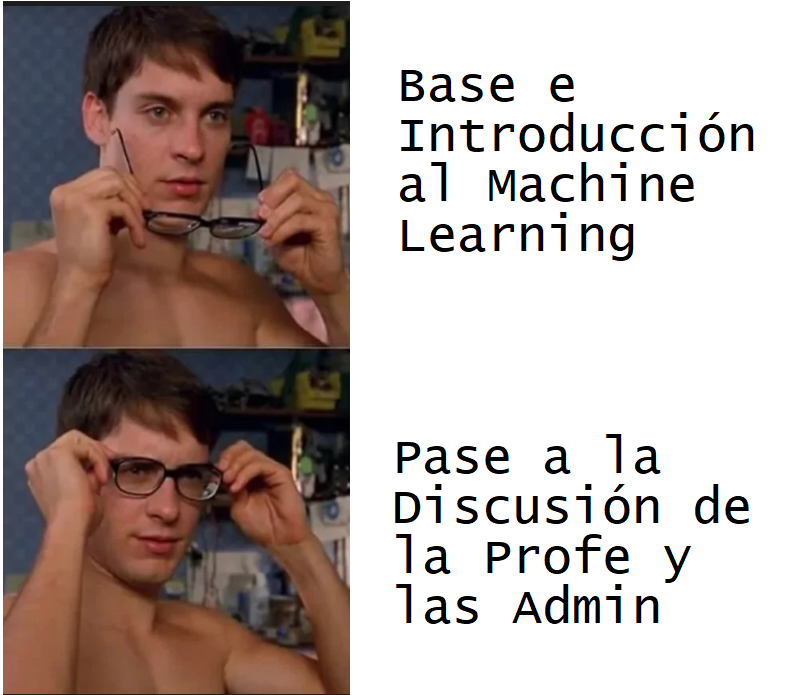 Base e
Introducción
al Machine
Learning
Pase a la
Discusión de
la Profe y
las Admin